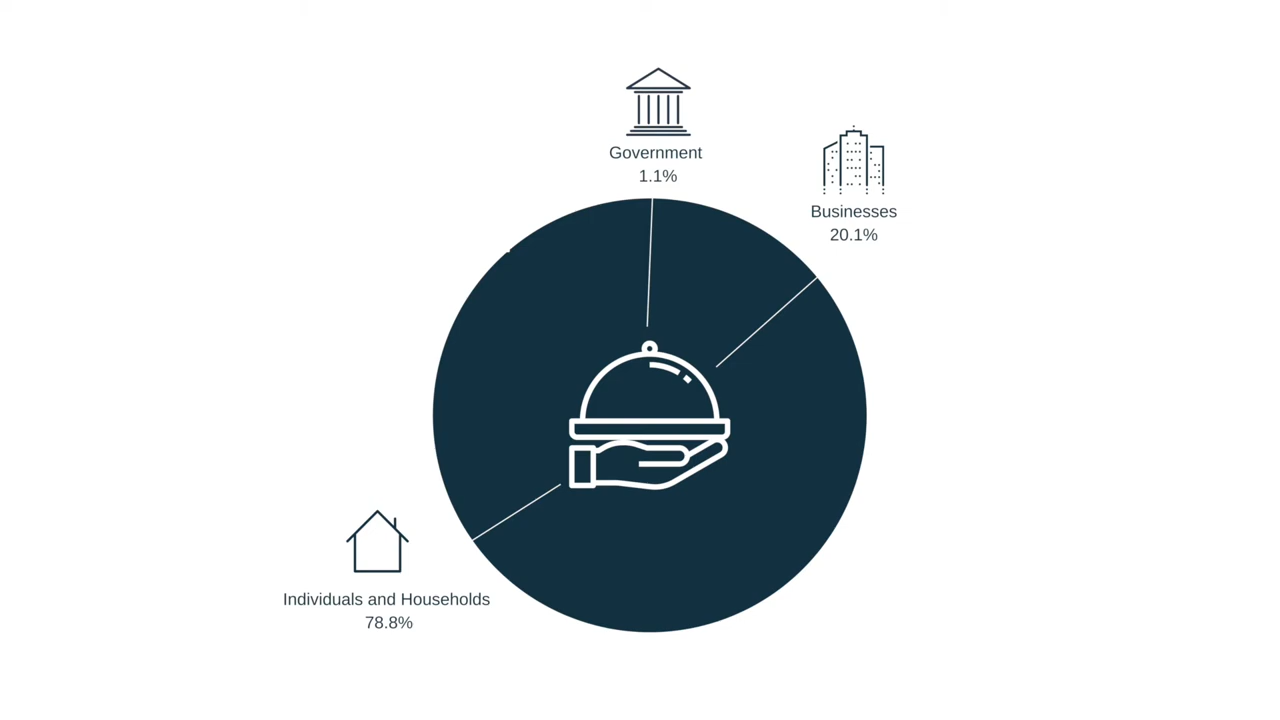 Government
1.1%
Businesses
20.1%
Individuals and Households
78.8%